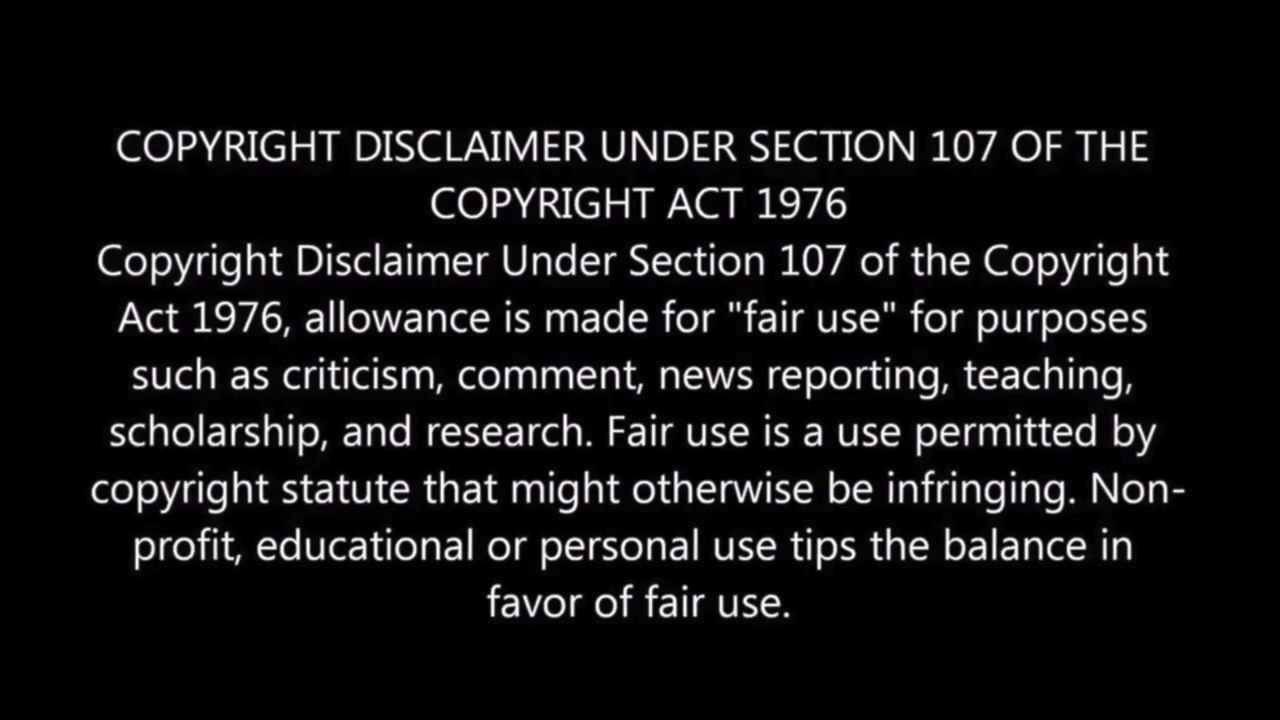 COPYRIGHT DISCLAIMER UNDER SECTION 107 OF THE
COPYRIGHT ACT 1976
Copyright Disclaimer Under Section 107 of the Copyright
Act 1976, allowance is made for "fair use" for purposes
such as criticism, comment, news reporting, teaching,
scholarship, and research. Fair use is a use permitted by
copyright statute that might otherwise be infringing. Non-
profit, educational or personal use tips the balance in
favor of fair use.